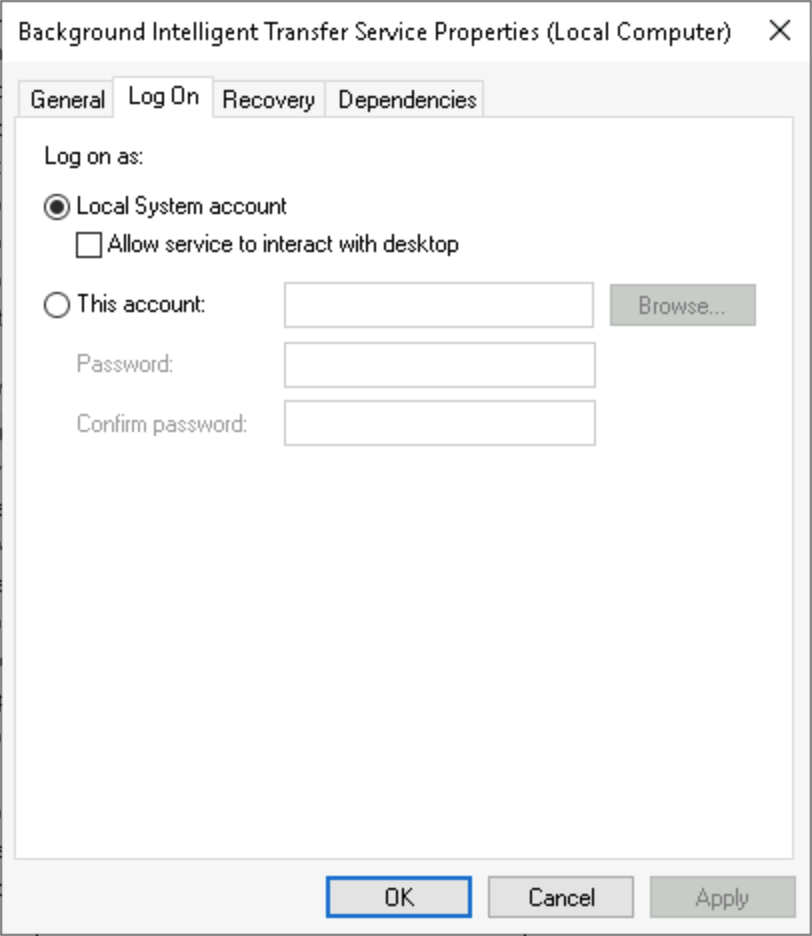 Background Intelligent Transfer Service Properties (Local Computer)
General Log On Recovery Dependencies
Log on as:
Local System account
Allow service to interact with desktop
This account: Browse...
Password:
Confirm password:
OK Cancel Apply